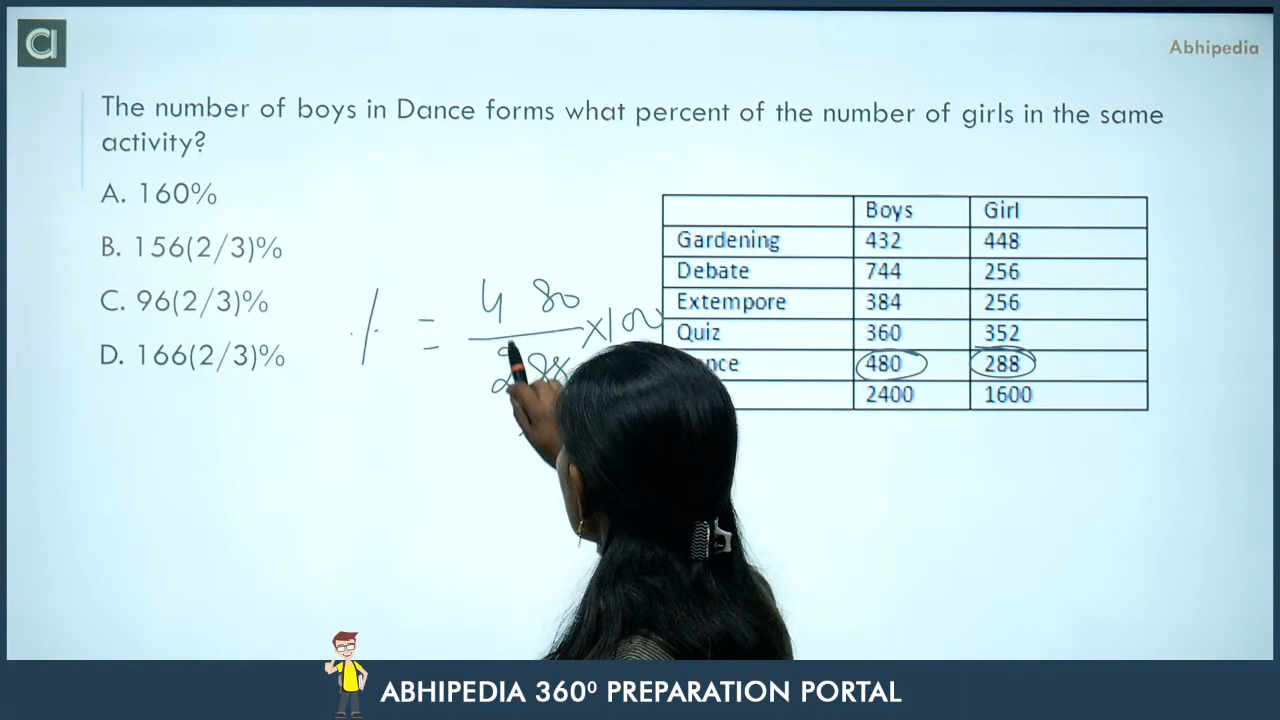 a
Abhipedia
The number of boys in Dance forms what percent of the number of girls in the same
activity?
A. 160%
B. 156(2/3)%
C. 96(2/3)%
D. 166(2/3)%
Boys Girl
Gardening 432 448
Debate 744 256
Extempore 384 256
Quiz 360 352
nce 480 288
2400 1600
% = 480
288
×100
ABHIPEDIA 360⁰ PREPARATION PORTAL